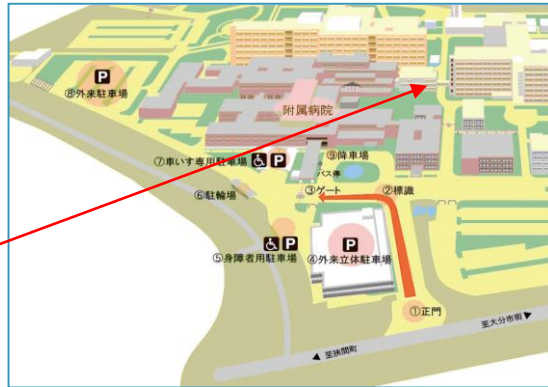 P
⑧外来駐車場
附属病院
⑦車いす専用駐車場 P
⑨降車場
バス停
⑥駐輪場
③ゲート
②標識
P
⑤身障者用駐車場
P
④外来立体駐車場
①正門
至大分市街▶
◀ 至挾間町